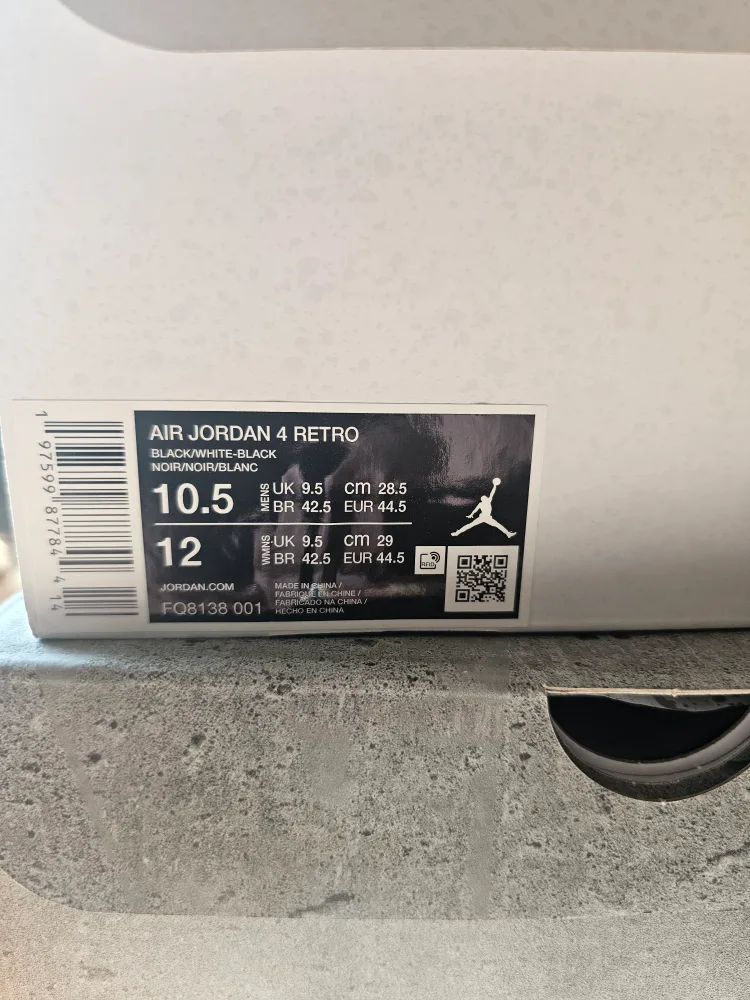 AIR JORDAN 4 RETRO
BLACK/WHITE-BLACK
NOIR/NOIR/BLANC
10.5 MENS UK 9.5 cm 28.5
BR 42.5 EUR 44.5
12 WMNS UK 9.5 cm 29
BR 42.5 EUR 44.5
RFID
JORDAN.COM
FQ8138 001
MADE IN CHINA /
FABRIQUÉ EN CHINE /
FABRICADO NA CHINA /
HECHO EN CHINA
1 97599 87784 4 14